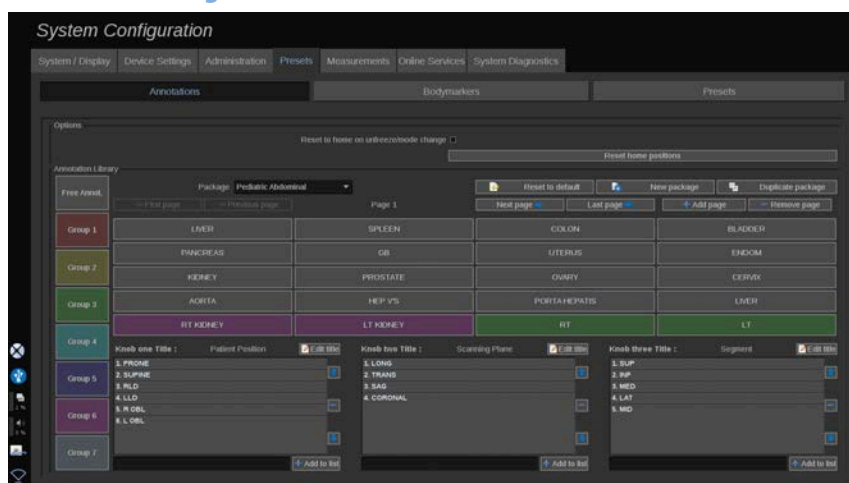 System Configuration
System / Display Device Settings Administration Presets Measurements Online Services System Diagnostics
Annotations Bodymarkers Presets
Options
Reset to home on unfreeze/mode change
Reset home positions
Annotation Library
Free Annot. Package Pediatric Abdominal Reset to default New package Duplicate package
First page Previous page Page 1 Next page Last page Add page Remove page
Group 1 LIVER SPLEEN COLON BLADDER
PANCREAS GB UTERUS ENDOM
Group 2
KIDNEY PROSTATE OVARY CERVIX
Group 3 AORTA HEP V'S PORTA HEPATIS LIVER
RT KIDNEY LT KIDNEY RT LT
Group 4
Knob one Title : Patient Position Edit title Knob two Title : Scanning Plane Edit title Knob three Title : Segment Edit title
1. PRONE 1. LONG 1. SUP
2. SUPINE 2. TRANS 2. INF
Group 5 3. RLD 3. SAG 3. MED
4. LLD 4. CORONAL 4. LAT
5. R OBL 5. MID
Group 6 6. L OBL
Group 7
Add to list Add to list Add to list